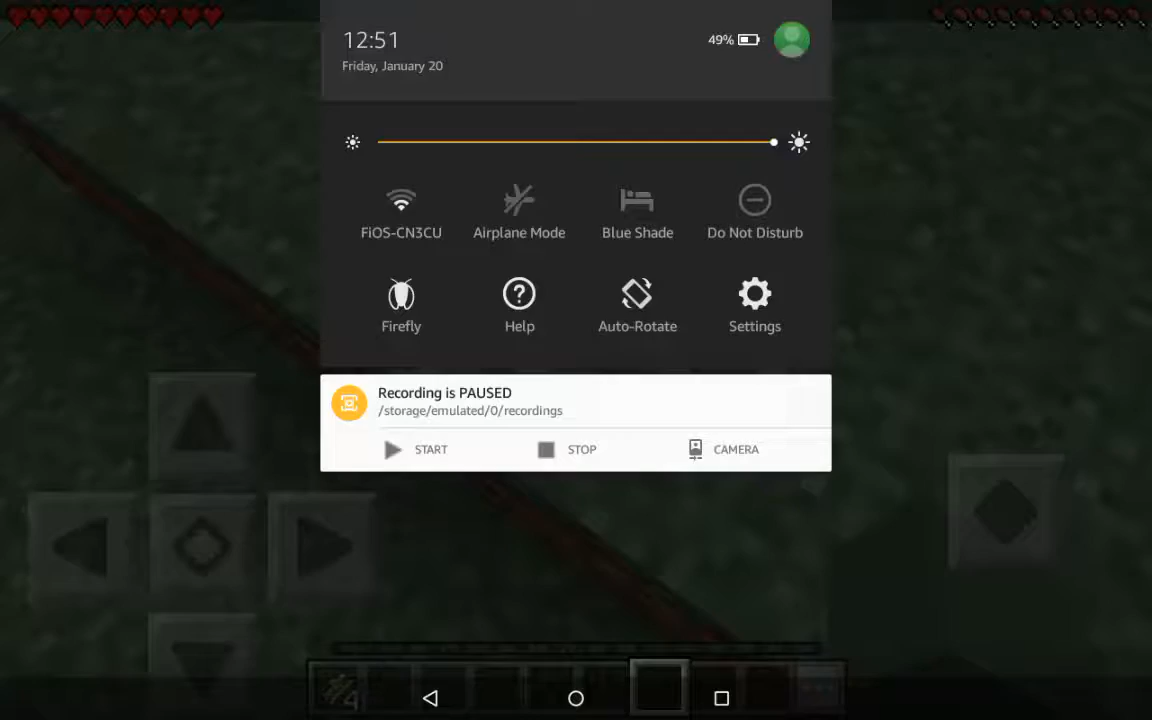 12:51
49%
Friday, January 20
FiOS-CN3CU
Airplane Mode
Blue Shade
Do Not Disturb
Firefly
Help
Auto-Rotate
Settings
Recording is PAUSED
/storage/emulated/0/recordings
START
STOP
CAMERA